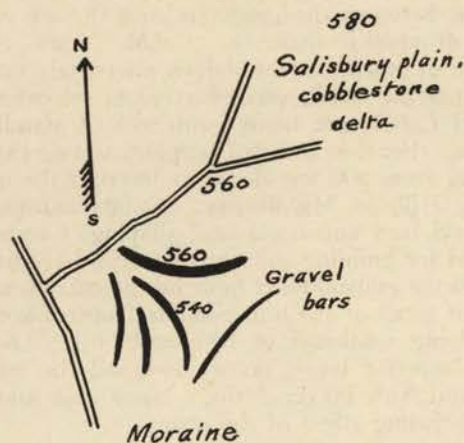 580
N
Salisbury plain.
cobblestone
delta
S
560
560
540
Gravel
bars
Moraine